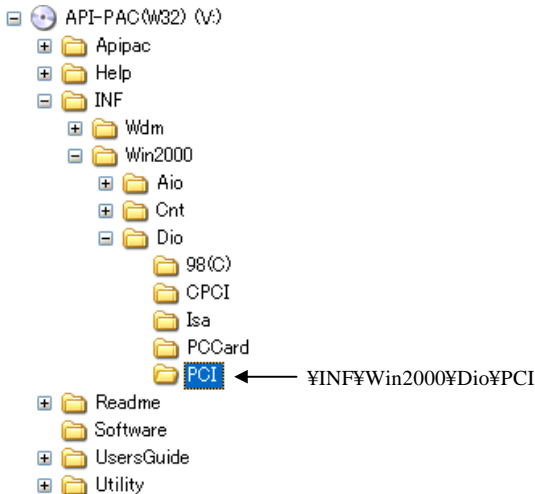 API-PAC(W32) (V:)
Apipac
Help
INF
Wdm
Win2000
Aio
Cnt
Dio
98(C)
CPCI
Isa
PCCard
PCI ¥INF¥Win2000¥Dio¥PCI
Readme
Software
UsersGuide
Utility